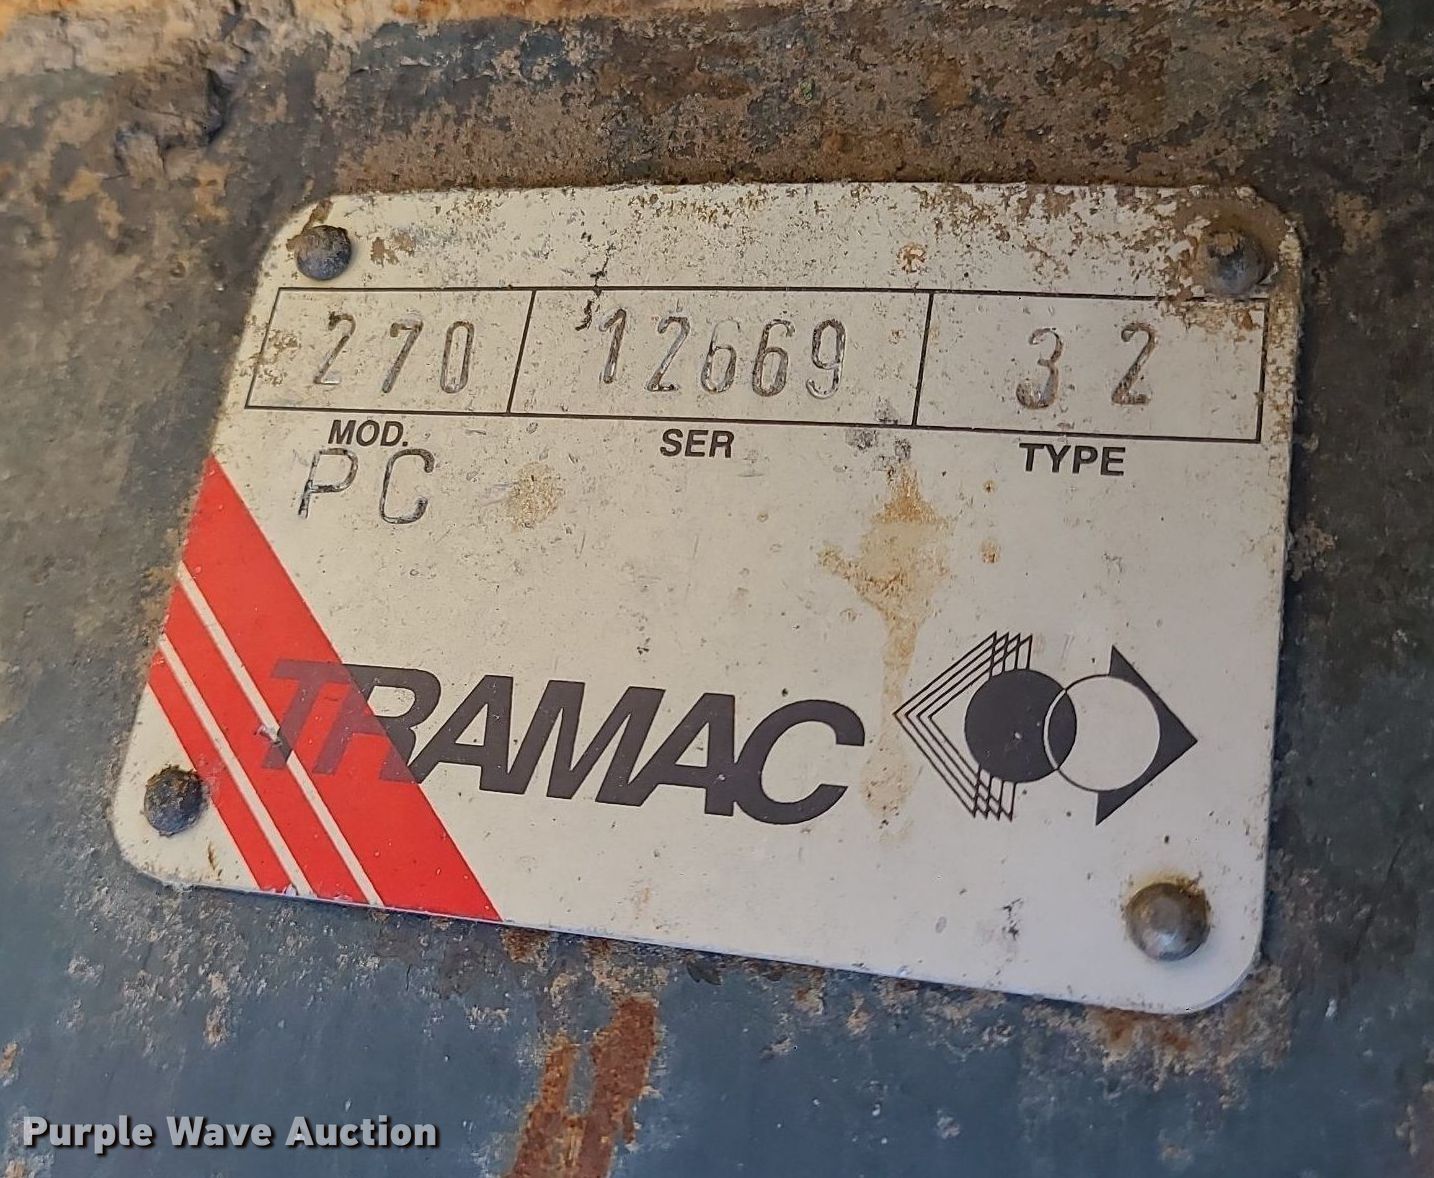 270 12669 32
MOD. SER TYPE
PC
TRAMAC
Purple Wave Auction